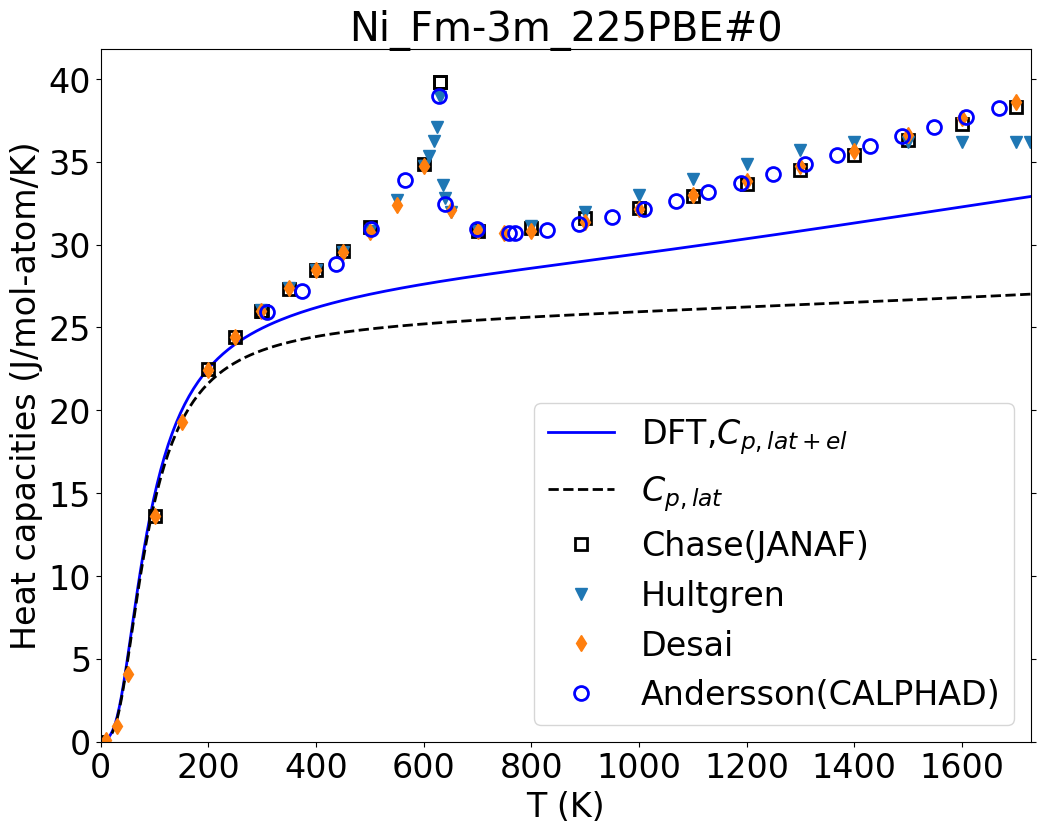 Ni_Fm-3m_225PBE#0
Heat capacities (J/mol-atom/K)
40
35
30
25
20
15
10
5
0
DFT,C_{p, lat+el}
C_{p, lat}
Chase(JANAF)
Hultgren
Desai
Andersson(CALPHAD)
0 200 400 600 800 1000 1200 1400 1600
T (K)